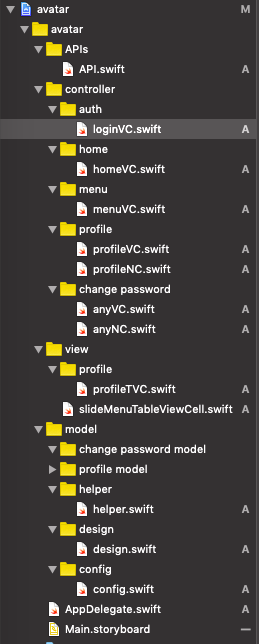 avatar M
avatar
APIs
API.swift A
controller
auth
loginVC.swift A
home
homeVC.swift A
menu
menuVC.swift A
profile
profileVC.swift A
profileNC.swift A
change password
anyVC.swift A
anyNC.swift A
view
profile
profileTVC.swift A
slideMenuTableViewCell.swift A
model
change password model
profile model
helper
helper.swift A
design
design.swift A
config
config.swift A
AppDelegate.swift A
Main.storyboard —